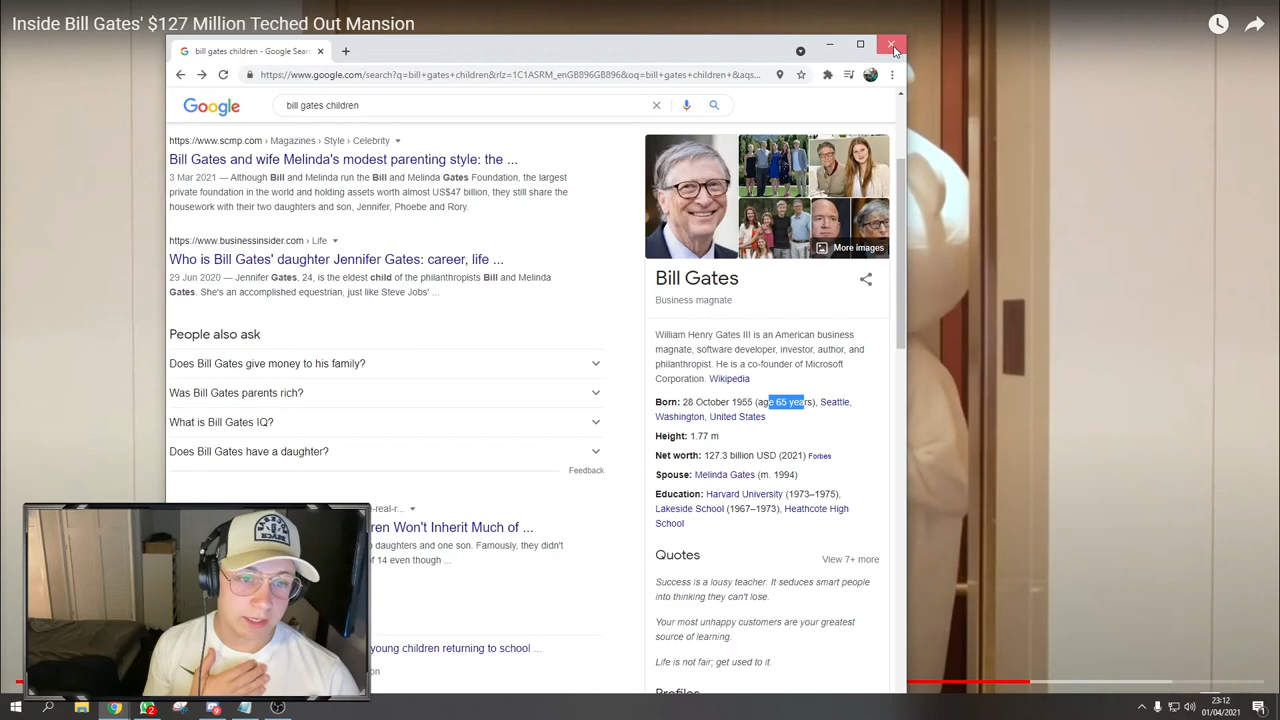 Inside Bill Gates' $127 Million Teched Out Mansion
bill gates children - Google Sear
https://www.google.com/search?q=bill+gates+children&rlz=1C1ASRM_enGB896GB896&oq=bill+gates+children+&aqs...
Google
bill gates children
https://www.scmp.com › Magazines › Style › Celebrity
Bill Gates and wife Melinda's modest parenting style: the ...
3 Mar 2021 — Although Bill and Melinda run the Bill and Melinda Gates Foundation, the largest
private foundation in the world and holding assets worth almost US$47 billion, they still share the
housework with their two daughters and son, Jennifer, Phoebe and Rory.
https://www.businessinsider.com › Life
Who is Bill Gates' daughter Jennifer Gates: career, life ...
29 Jun 2020 — Jennifer Gates, 24, is the eldest child of the philanthropists Bill and Melinda
Gates. She's an accomplished equestrian, just like Steve Jobs' ...
People also ask
Does Bill Gates give money to his family?
Was Bill Gates parents rich?
What is Bill Gates IQ?
Does Bill Gates have a daughter?
Feedback
-real-r...
ren Won't Inherit Much of ...
daughters and one son. Famously, they didn't
of 14 even though ...
young children returning to school ...
on
More images
Bill Gates
Business magnate
William Henry Gates III is an American business
magnate, software developer, investor, author, and
philanthropist. He is a co-founder of Microsoft
Corporation. Wikipedia
Born: 28 October 1955 (age 65 years), Seattle,
Washington, United States
Height: 1.77 m
Net worth: 127.3 billion USD (2021) Forbes
Spouse: Melinda Gates (m. 1994)
Education: Harvard University (1973–1975),
Lakeside School (1967–1973), Heathcote High
School
Quotes
View 7+ more
Success is a lousy teacher. It seduces smart people
into thinking they can't lose.
Your most unhappy customers are your greatest
source of learning.
Life is not fair; get used to it.
Profiles
2
23:12
01/04/2021
1